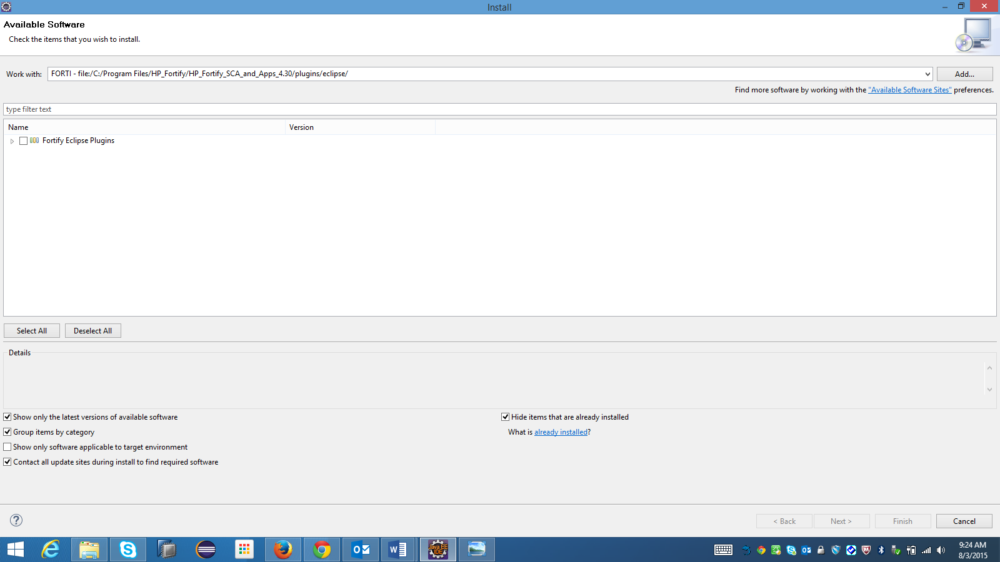 Install
Available Software
Check the items that you wish to install.
Work with: FORTI - file:/C:/Program Files/HP_Fortify/HP_Fortify_SCA_and_Apps_4.30/plugins/eclipse/ Add...
Find more software by working with the "Available Software Sites" preferences.
type filter text
Name Version
Fortify Eclipse Plugins
Select All Deselect All
Details
Show only the latest versions of available software Hide items that are already installed
Group items by category What is already installed?
Show only software applicable to target environment
Contact all update sites during install to find required software
? < Back Next > Finish Cancel
Java EE
IDE
9:24 AM
8/3/2015